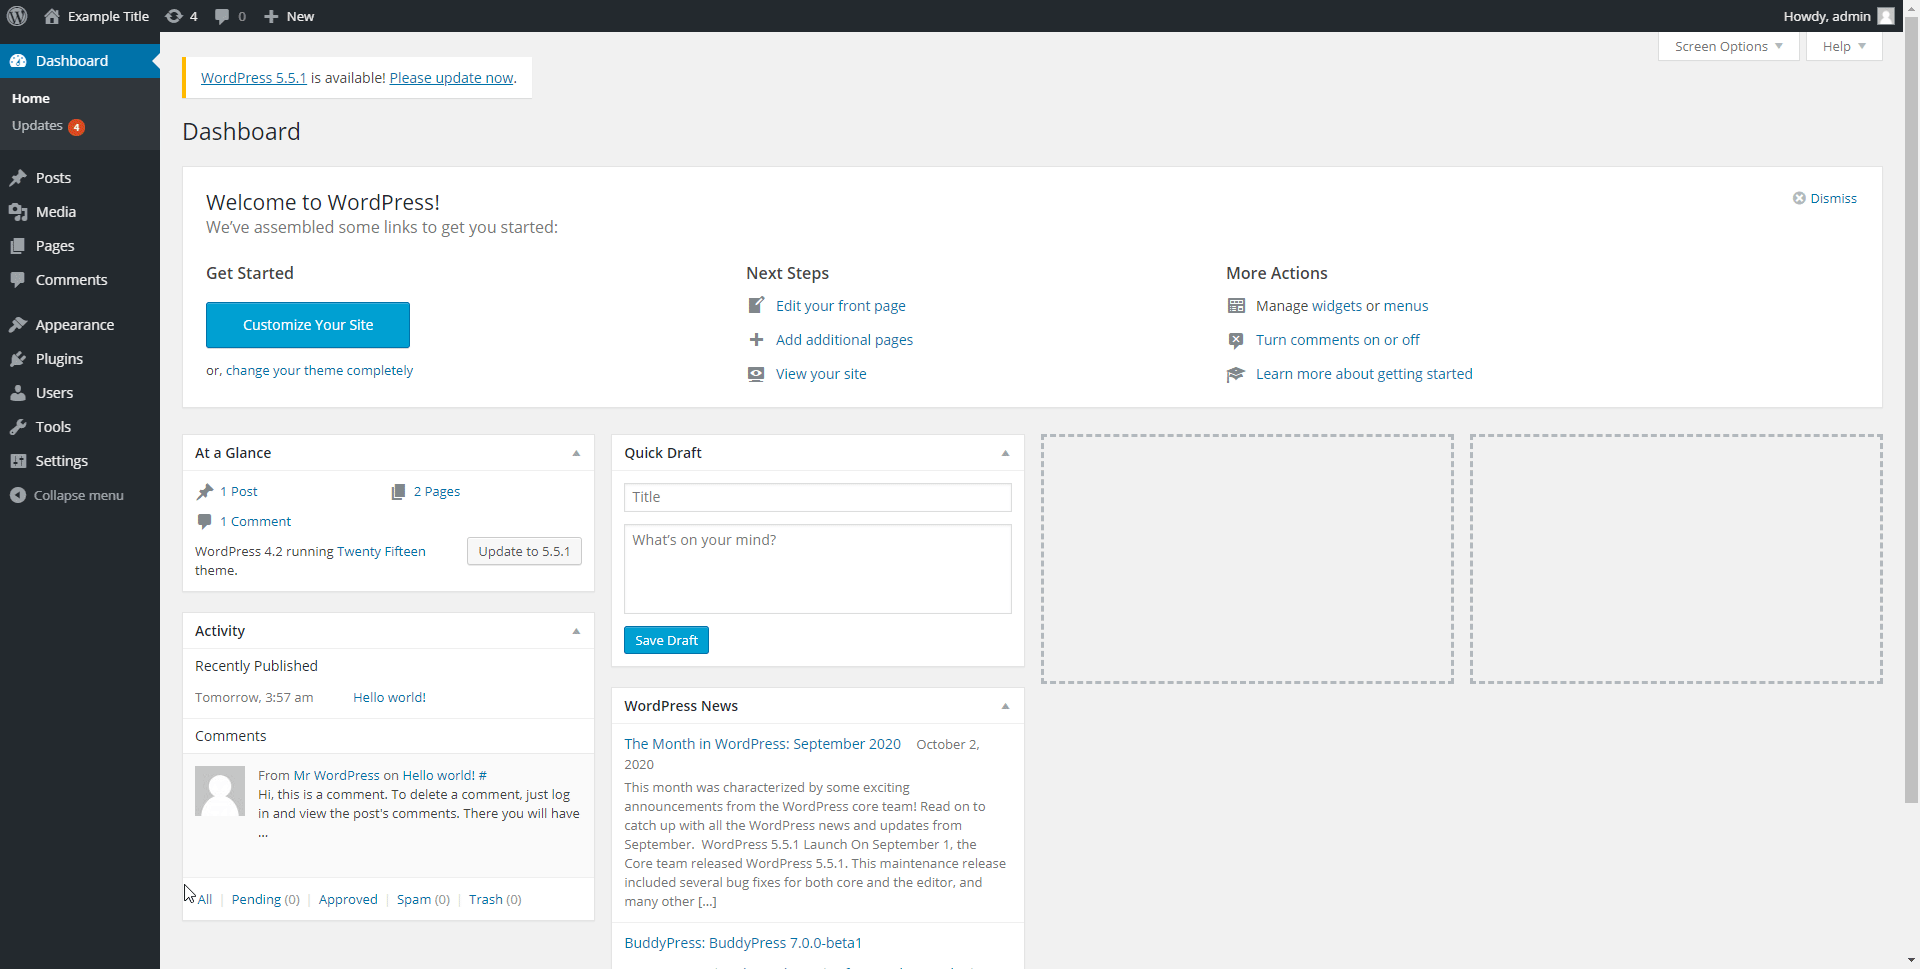 Example Title 4 0 New Howdy, admin
Dashboard
Home
Updates 4
Posts
Media
Pages
Comments
Appearance
Plugins
Users
Tools
Settings
Collapse menu
Screen Options Help
WordPress 5.5.1 is available! Please update now.
Dashboard
Welcome to WordPress!
We've assembled some links to get you started:
Dismiss
Get Started
Customize Your Site
or, change your theme completely
Next Steps
Edit your front page
Add additional pages
View your site
More Actions
Manage widgets or menus
Turn comments on or off
Learn more about getting started
At a Glance
1 Post 2 Pages
1 Comment
WordPress 4.2 running Twenty Fifteen
theme.
Update to 5.5.1
Activity
Recently Published
Tomorrow, 3:57 am Hello world!
Comments
From Mr WordPress on Hello world! #
Hi, this is a comment. To delete a comment, just log
in and view the post's comments. There you will have
...
All | Pending (0) | Approved | Spam (0) | Trash (0)
Quick Draft
Title
What's on your mind?
Save Draft
WordPress News
The Month in WordPress: September 2020 October 2,
2020
This month was characterized by some exciting
announcements from the WordPress core team! Read on to
catch up with all the WordPress news and updates from
September. WordPress 5.5.1 Launch On September 1, the
Core team released WordPress 5.5.1. This maintenance release
included several bug fixes for both core and the editor, and
many other [...]
BuddyPress: BuddyPress 7.0.0-beta1